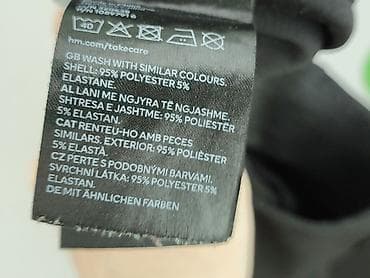 40
hm.com/takecare
GB WASH WITH SIMILAR COLOURS.
SHELL: 95% POLYESTER 5%
ELASTANE.
AL LANI ME NGJYRA TË NGJASHME.
SHTRESA E JASHTME: 95% POLIESTËR
5% ELASTAN.
CAT RENTEU-HO AMB PECES
SIMILARS. EXTERIOR: 95% POLIÈSTER
5% ELASTÀ.
CZ PERTE S PODOBNÝMI BARVAMI.
SVRCHNÍ LÁTKA: 95% POLYESTER 5%
ELASTAN.
DE MIT ÄHNLICHEN FARBEN